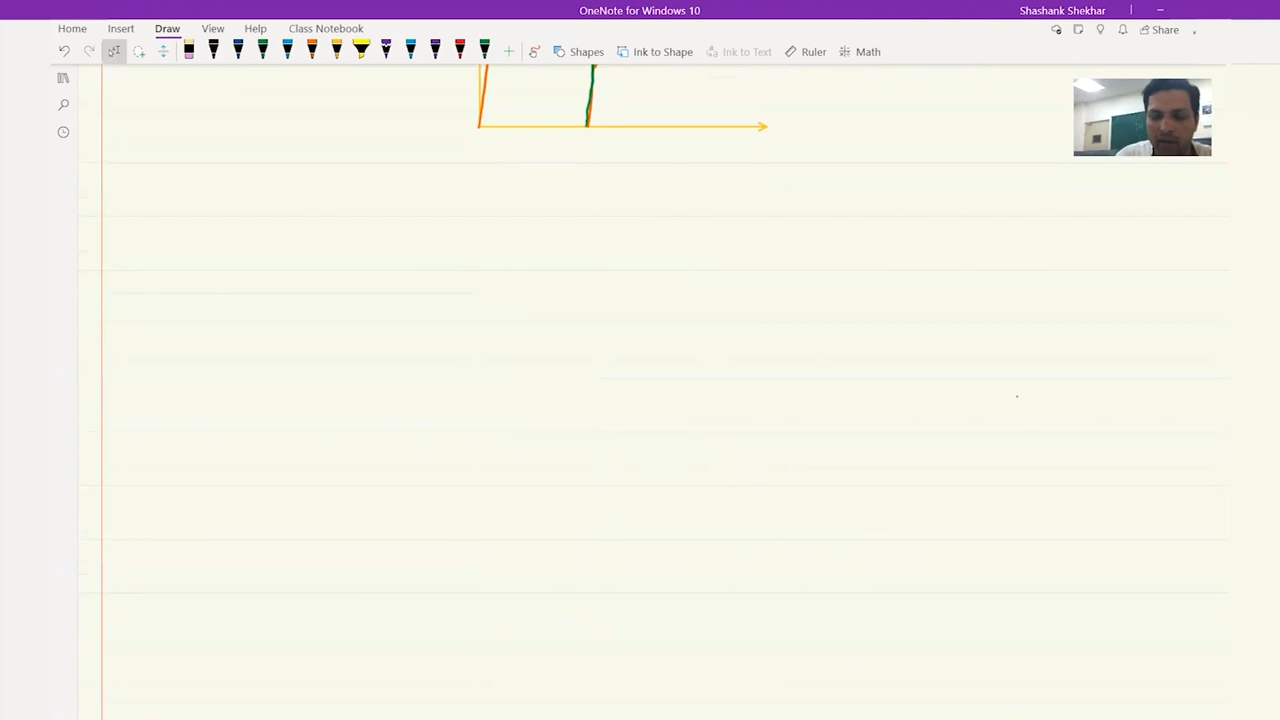 OneNote for Windows 10
Shashank Shekhar
Home Insert Draw View Help Class Notebook
Share
Shapes Ink to Shape Ink to Text Ruler Math